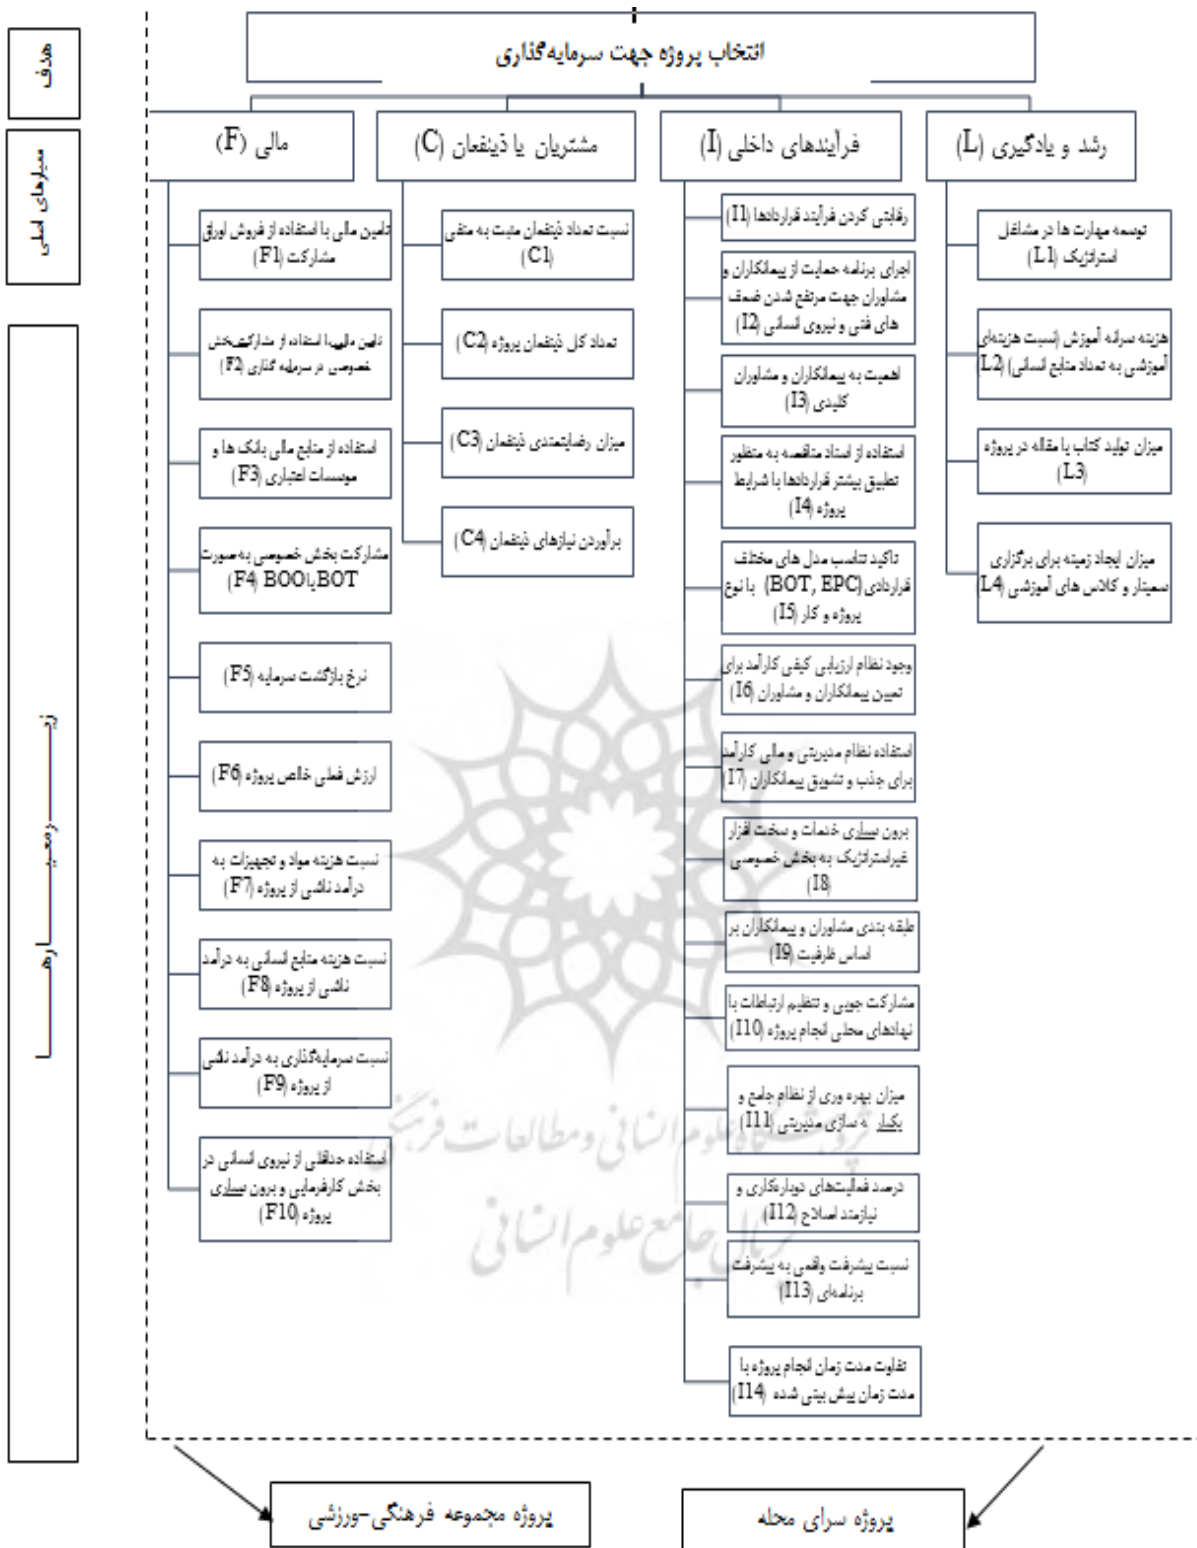 هدف
انتخاب پروژه جهت سرمایه‌گذاری
معیارهای اصلی
رشد و یادگیری (L)
فرآیندهای داخلی (I)
مشتریان یا ذینفعان (C)
مالی (F)
زیرمعیارها
توسعه مهارت ها در مشاغل
استراتژیک (L1)
هزینه سرانه آموزش (نسبت هزینه‌ای
آموزشی به تعداد منابع انسانی) (L2)
میزان تولید کتاب یا مقاله در پروژه
(L3)
میزان ایجاد زمینه برای برگزاری
سمینار و کلاس های آموزشی (L4)
رقابتی کردن فرآیند قراردادها (I1)
اجرای برنامه حمایت از پیمانکاران و
مشاوران جهت مرتفع شدن ضعف
های فنی و نیروی انسانی (I2)
اهمیت به پیمانکاران و مشاوران
کلیدی (I3)
استفاده از اسناد مناقصه به منظور
تطبیق بیشتر قراردادها با شرایط
پروژه (I4)
تاکید تناسب مدل های مختلف
قراردادی (BOT, EPC) با نوع
پروژه و کار (I5)
وجود نظام ارزیابی کیفی کارآمد برای
تعیین پیمانکاران و مشاوران (I6)
استفاده نظام مدیریتی و مالی کارآمد
برای جذب و تشویق پیمانکاران (I7)
برون سپاری خدمات و سخت افزار
غیراستراتژیک به بخش خصوصی
(I8)
طبقه بندی مشاوران و پیمانکاران بر
اساس ظرفیت (I9)
مشارکت جویی و تنظیم ارتباطات با
نهادهای محلی انجام پروژه (I10)
میزان بهره وری از نظام جامع و
یکپارچه سازی مدیریتی (I11)
درصد فعالیت‌های دوباره‌کاری و
نیازمند اصلاح (I12)
نسبت پیشرفت واقعی به پیشرفت
برنامه‌ای (I13)
تفاوت مدت زمان انجام پروژه با
مدت زمان پیش بینی شده (I14)
نسبت تعداد ذینفعان مثبت به منفی
(C1)
تعداد کل ذینفعان پروژه (C2)
میزان رضایتمندی ذینفعان (C3)
برآوردن نیازهای ذینفعان (C4)
تامین مالی با استفاده از فروش اوراق
مشارکت (F1)
تامین مالی با استفاده از مشارکت بخش
خصوصی در سرمایه گذاری (F2)
استفاده از منابع مالی بانک ها و
موسسات اعتباری (F3)
مشارکت بخش خصوصی به صورت
BOT یا BOO (F4)
نرخ بازگشت سرمایه (F5)
ارزش فعلی خالص پروژه (F6)
نسبت هزینه مواد و تجهیزات به
درآمد ناشی از پروژه (F7)
نسبت هزینه منابع انسانی به درآمد
ناشی از پروژه (F8)
نسبت سرمایه‌گذاری به درآمد ناشی
از پروژه (F9)
استفاده حداقلی از نیروی انسانی در
بخش کارفرمایی و برون سپاری
پروژه (F10)
پژوهشگاه علوم انسانی و مطالعات فرهنگی
پرتال جامع علوم انسانی
پروژه سرای محله
پروژه مجموعه فرهنگی-ورزشی